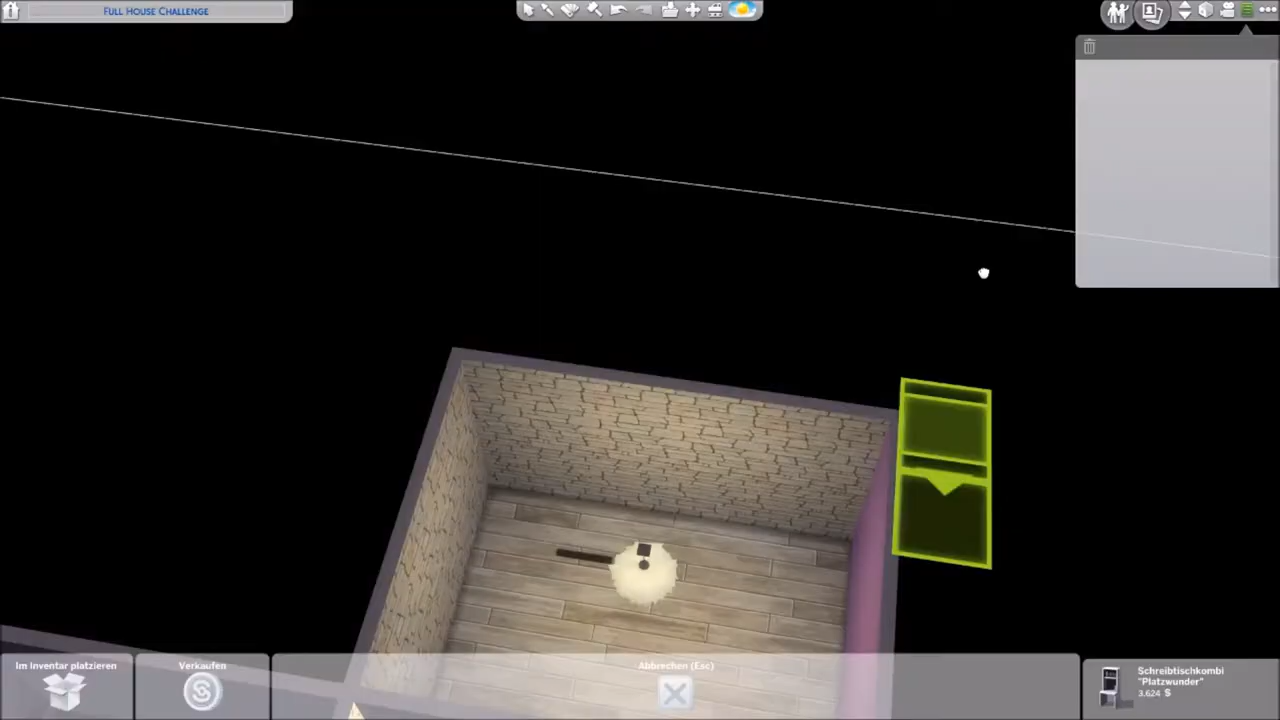 FULL HOUSE CHALLENGE
Im Inventar platzieren
Verkaufen
Abbrechen (Esc)
Schreibtischkombi
"Platzwunder"
3.624 $